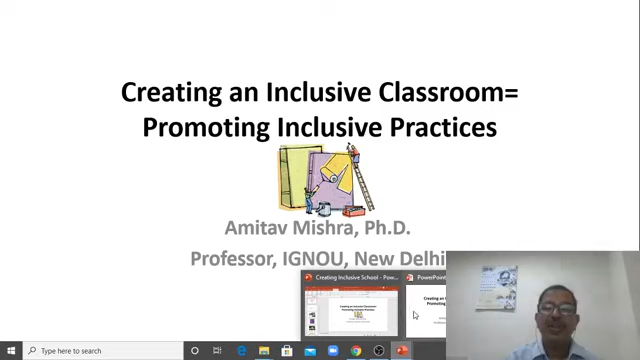 Creating an Inclusive Classroom=
Promoting Inclusive Practices
Amitav Mishra, Ph.D.
Professor, IGNOU, New Delhi
Creating Inclusive School - Pow...
PowerPoint
Type here to search